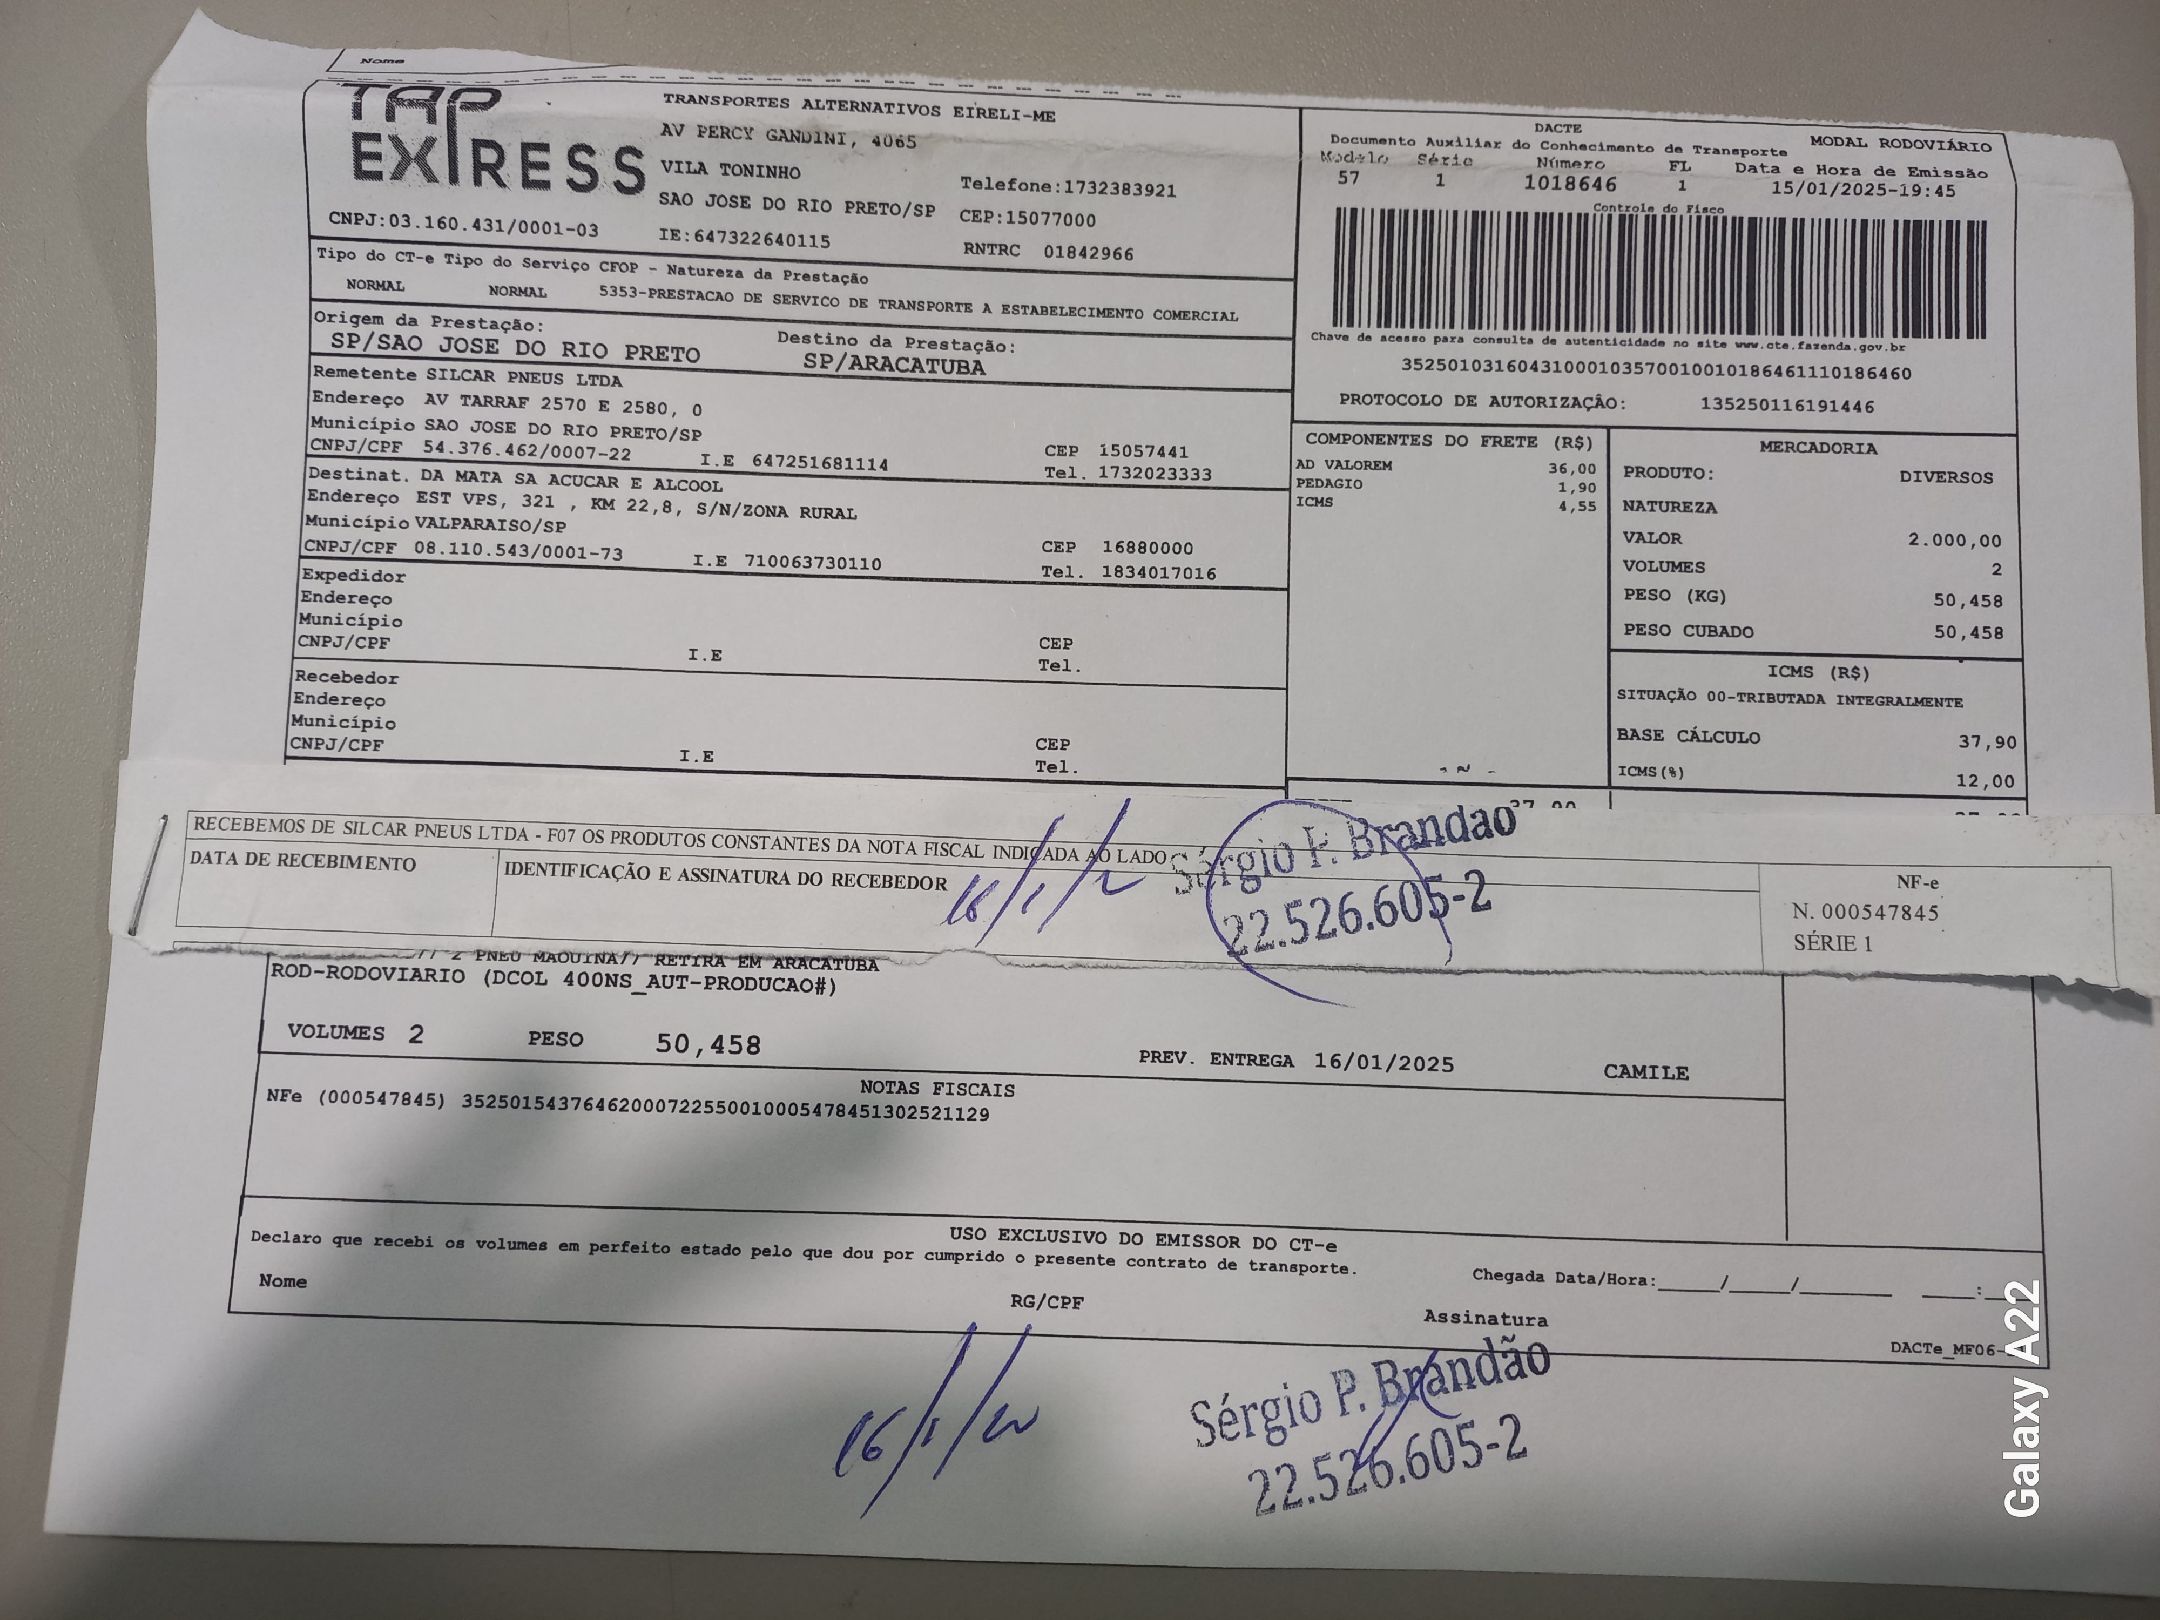 Nome
TAP
EXPRESS
TRANSPORTES ALTERNATIVOS EIRELI-ME
AV PERCY GANDINI, 4065
VILA TONINHO
Telefone:1732383921
SAO JOSE DO RIO PRETO/SP CEP:15077000
CNPJ:03.160.431/0001-03 IE:647322640115 RNTRC 01842966
DACTE
Documento Auxiliar do Conhecimento de Transporte MODAL RODOVIÁRIO
Modelo Série Número FL Data e Hora de Emissão
57 1 1018646 1 15/01/2025-19:45
Controle do Fisco
Chave de acesso para consulta de autenticidade no site www.cte.fazenda.gov.br
35250103160431000103570010010186461110186460
PROTOCOLO DE AUTORIZAÇÃO: 135250116191446
Tipo do CT-e Tipo do Serviço CFOP - Natureza da Prestação
NORMAL NORMAL 5353-PRESTACAO DE SERVICO DE TRANSPORTE A ESTABELECIMENTO COMERCIAL
Origem da Prestação: Destino da Prestação:
SP/SAO JOSE DO RIO PRETO SP/ARACATUBA
Remetente SILCAR PNEUS LTDA
Endereço AV TARRAF 2570 E 2580, 0
Município SAO JOSE DO RIO PRETO/SP CEP 15057441
CNPJ/CPF 54.376.462/0007-22 I.E 647251681114 Tel. 1732023333
Destinat. DA MATA SA ACUCAR E ALCOOL
Endereço EST VPS, 321 , KM 22,8, S/N/ZONA RURAL
Município VALPARAISO/SP CEP 16880000
CNPJ/CPF 08.110.543/0001-73 I.E 710063730110 Tel. 1834017016
Expedidor
Endereço
Município CEP
CNPJ/CPF I.E Tel.
Recebedor
Endereço
Município CEP
CNPJ/CPF I.E Tel.
COMPONENTES DO FRETE (R$)
AD VALOREM 36,00
PEDAGIO 1,90
ICMS 4,55
MERCADORIA
PRODUTO: DIVERSOS
NATUREZA
VALOR 2.000,00
VOLUMES 2
PESO (KG) 50,458
PESO CUBADO 50,458
ICMS (R$)
SITUAÇÃO 00-TRIBUTADA INTEGRALMENTE
BASE CÁLCULO 37,90
ICMS(%) 12,00
RECEBEMOS DE SILCAR PNEUS LTDA - F07 OS PRODUTOS CONSTANTES DA NOTA FISCAL INDICADA AO LADO
DATA DE RECEBIMENTO IDENTIFICAÇÃO E ASSINATURA DO RECEBEDOR
16/1/2
Sérgio P. Brandão
22.526.605-2
NF-e
N. 000547845
SÉRIE 1
// 2 PNEU MAQUINA// RETIRA EM ARACATUBA
ROD-RODOVIARIO (DCOL 400NS_AUT-PRODUCAO#)
VOLUMES 2 PESO 50,458 PREV. ENTREGA 16/01/2025 CAMILE
NOTAS FISCAIS
NFe (000547845) 35250154376462000722550010005478451302521129
USO EXCLUSIVO DO EMISSOR DO CT-e
Declaro que recebi os volumes em perfeito estado pelo que dou por cumprido o presente contrato de transporte.
Chegada Data/Hora:____/____/______ ____:
Nome RG/CPF Assinatura
DACTe_MF06-
Sérgio P. Brandão
22.526.605-2
Galaxy A22